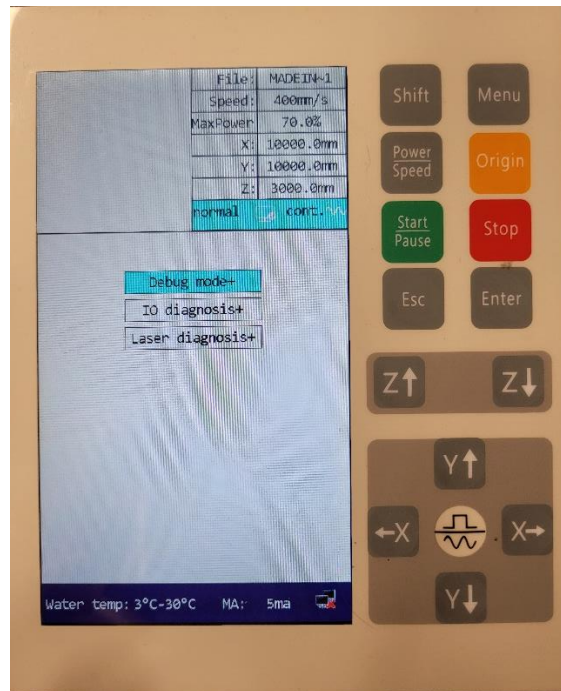 File: MADEIN~1
Speed: 400mm/s
MaxPower 70.0%
X: 10000.0mm
Y: 10000.0mm
Z: 3000.0mm
normal cont.
Debug mode+
IO diagnosis+
Laser diagnosis+
Water temp: 3°C-30°C MA: 5ma
Shift Menu
Power
Speed
Origin
Start
Pause
Stop
Esc Enter
Z↑ Z↓
Y↑
←X X→
Y↓